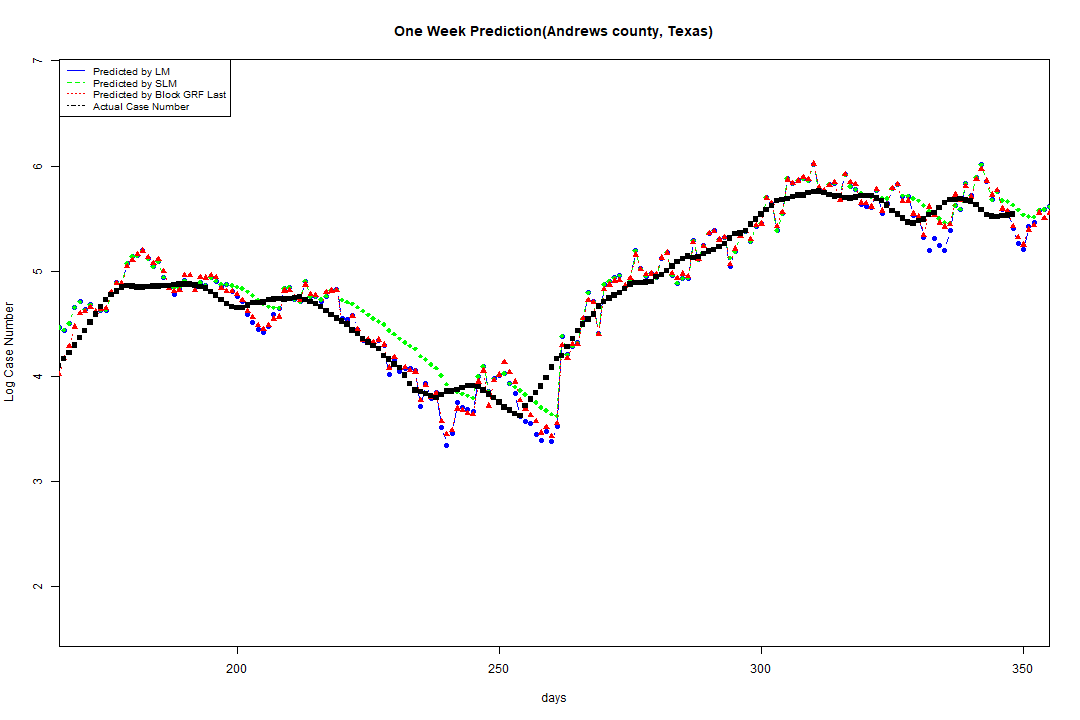 One Week Prediction(Andrews county, Texas)
Predicted by LM
Predicted by SLM
Predicted by Block GRF Last
Actual Case Number
7
6
5
4
3
2
Log Case Number
200
250
300
350
days